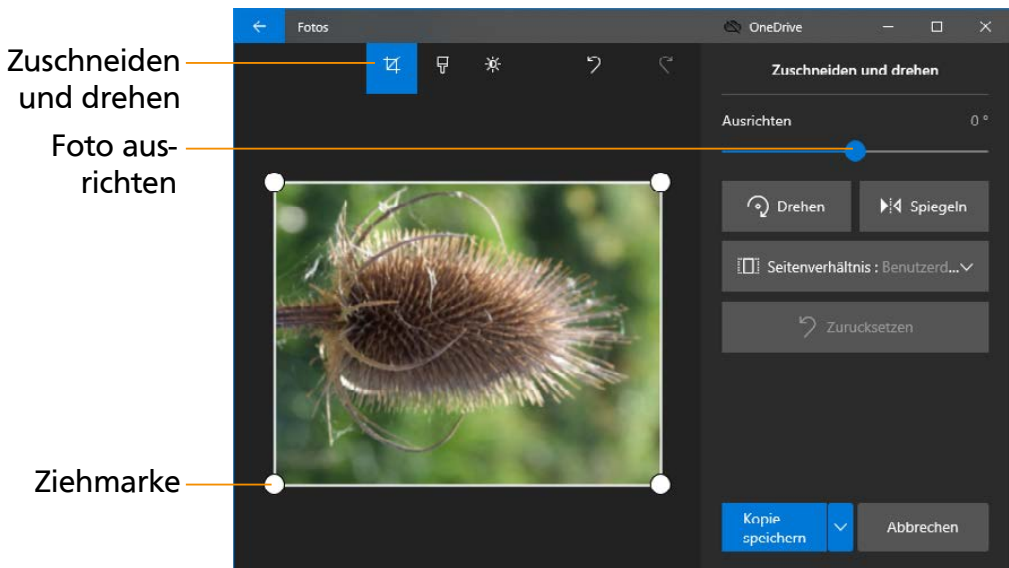 Fotos
OneDrive
Zuschneiden
und drehen
Zuschneiden und drehen
Ausrichten 0 °
Foto aus-
richten
Drehen
Spiegeln
Seitenverhältnis : Benutzerd...
Zurucksetzen
Ziehmarke
Kopie
speichern
Abbrechen